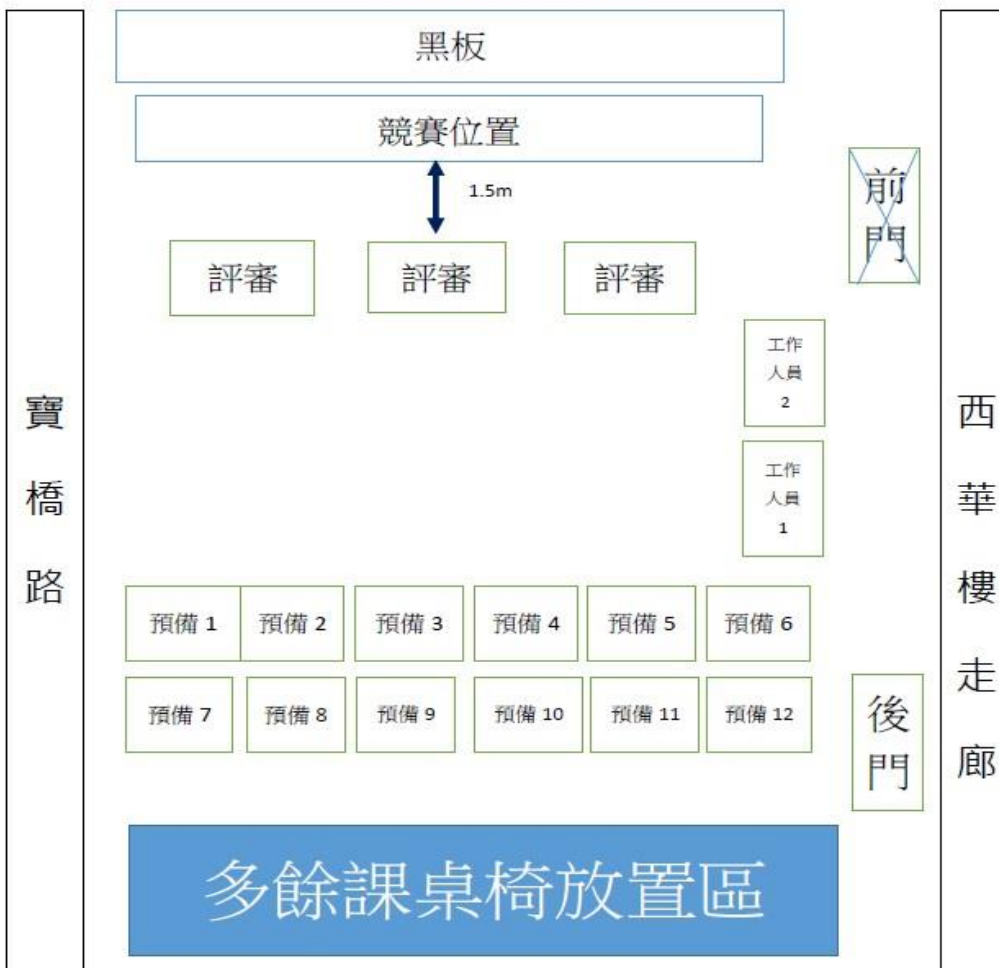 黑板
競賽位置
1.5m
前
門
評審
評審
評審
工作
人員
2
工作
人員
1
寶
橋
路
西
華
樓
走
廊
預備 1
預備 2
預備 3
預備 4
預備 5
預備 6
預備 7
預備 8
預備 9
預備 10
預備 11
預備 12
後
門
多餘課桌椅放置區